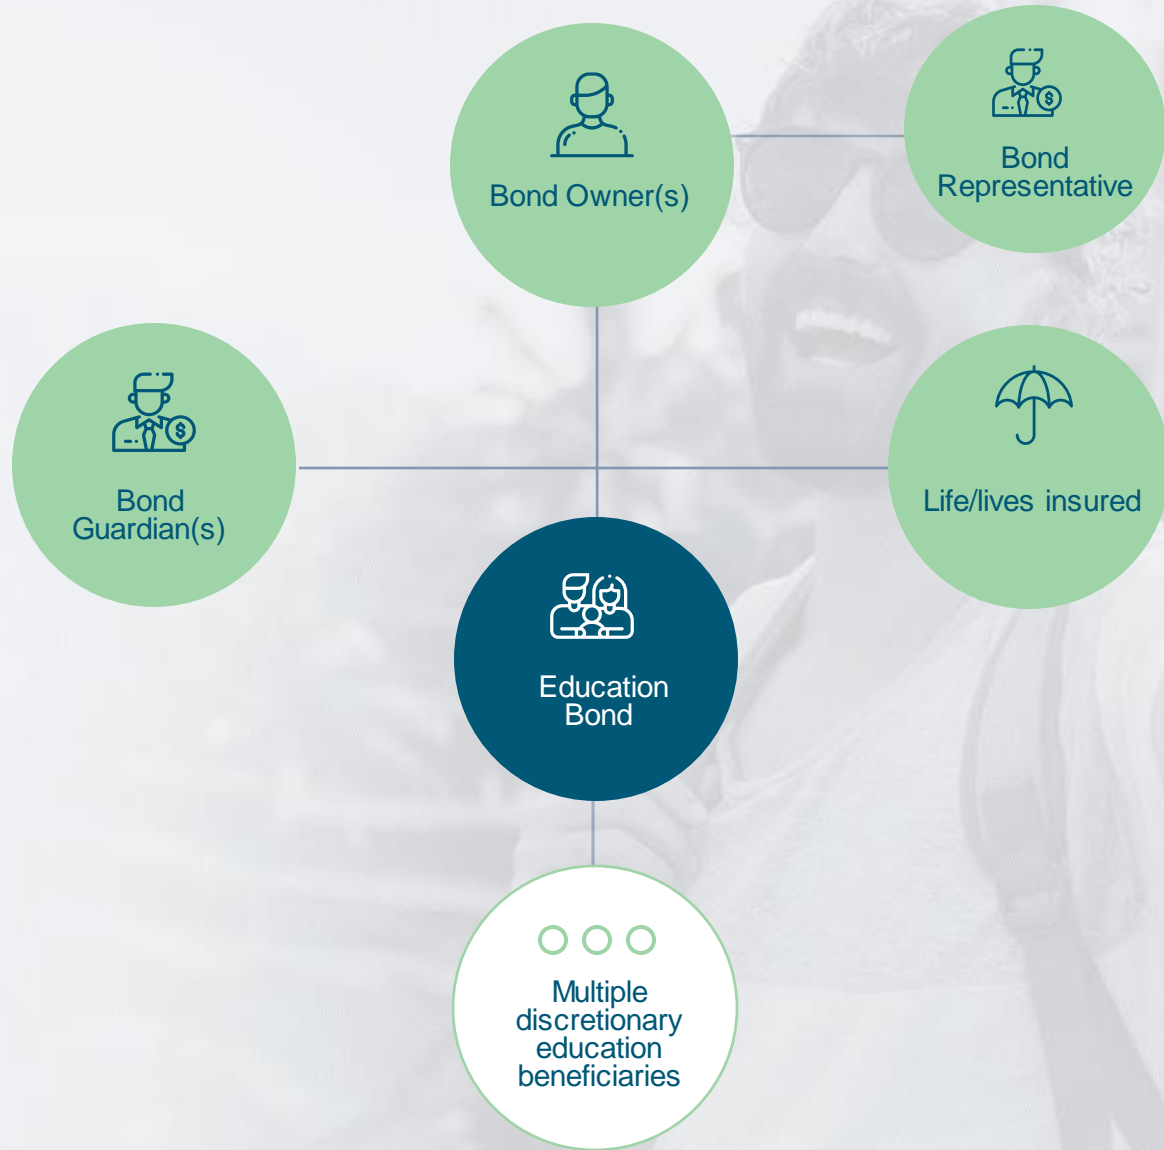 Bond Owner(s)
Bond
Representative
Bond
Guardian(s)
Life/lives insured
Education
Bond
Multiple
discretionary
education
beneficiaries